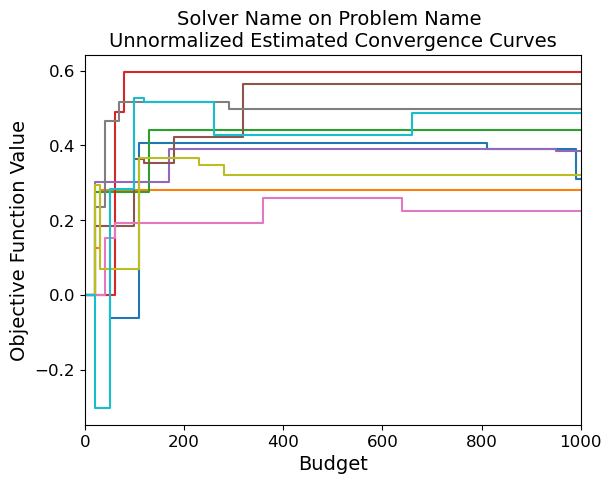 Solver Name on Problem Name
Unnormalized Estimated Convergence Curves
Objective Function Value
0.6
0.4
0.2
0.0
−0.2
0
200
400
600
800
1000
Budget